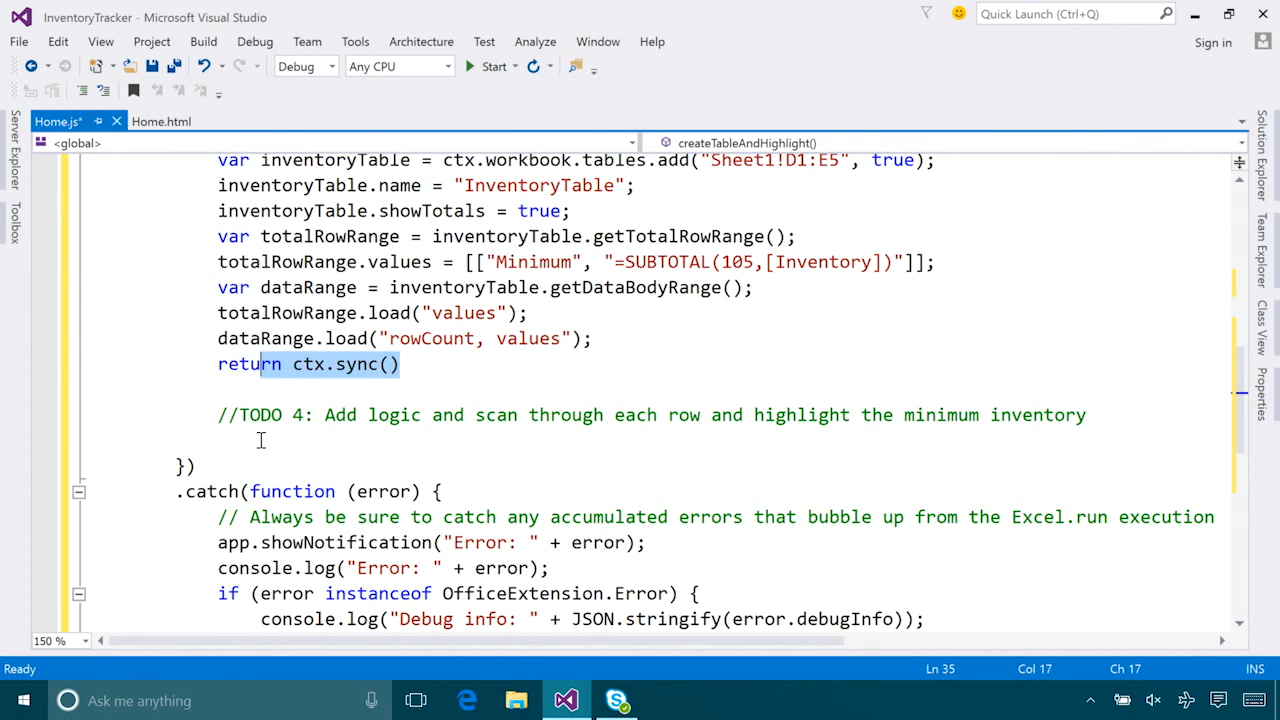 InventoryTracker - Microsoft Visual Studio
Quick Launch (Ctrl+Q)
File Edit View Project Build Debug Team Tools Architecture Test Analyze Window Help
Sign in
Debug Any CPU Start
Home.js* Home.html
<global> createTableAndHighlight()
Server Explorer
Toolbox
var inventoryTable = ctx.workbook.tables.add("Sheet1!D1:E5", true);
inventoryTable.name = "InventoryTable";
inventoryTable.showTotals = true;
var totalRowRange = inventoryTable.getTotalRowRange();
totalRowRange.values = [["Minimum", "=SUBTOTAL(105,[Inventory])"]];
var dataRange = inventoryTable.getDataBodyRange();
totalRowRange.load("values");
dataRange.load("rowCount, values");
return ctx.sync()
//TODO 4: Add logic and scan through each row and highlight the minimum inventory
})
.catch(function (error) {
// Always be sure to catch any accumulated errors that bubble up from the Excel.run execution
app.showNotification("Error: " + error);
console.log("Error: " + error);
if (error instanceof OfficeExtension.Error) {
console.log("Debug info: " + JSON.stringify(error.debugInfo));
Solution Explorer
Team Explorer
Class View
Properties
150 %
Ready Ln 35 Col 17 Ch 17 INS
Ask me anything